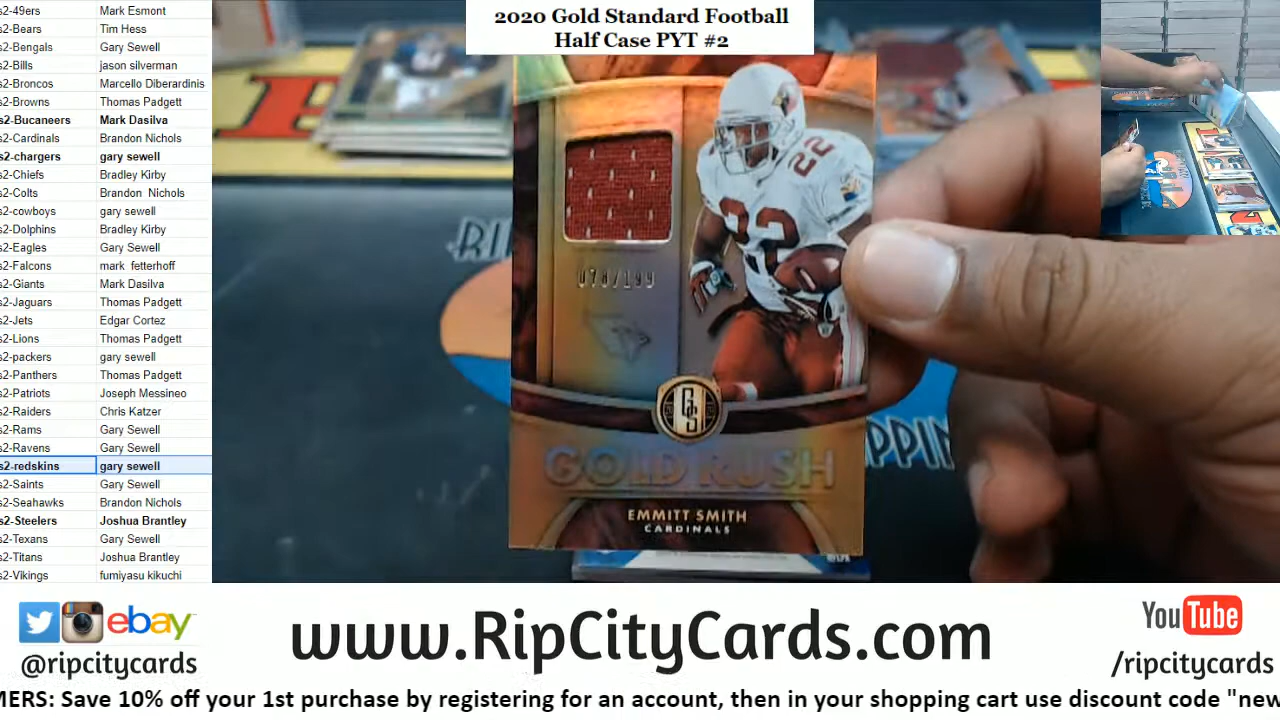 2020 Gold Standard Football
Half Case PYT #2
s2-49ers Mark Esmont
s2-Bears Tim Hess
s2-Bengals Gary Sewell
s2-Bills jason silverman
s2-Broncos Marcello Diberardinis
s2-Browns Thomas Padgett
s2-Bucaneers Mark Dasilva
s2-Cardinals Brandon Nichols
s2-chargers gary sewell
s2-Chiefs Bradley Kirby
s2-Colts Brandon Nichols
s2-cowboys gary sewell
s2-Dolphins Bradley Kirby
s2-Eagles Gary Sewell
s2-Falcons mark fetterhoff
s2-Giants Mark Dasilva
s2-Jaguars Thomas Padgett
s2-Jets Edgar Cortez
s2-Lions Thomas Padgett
s2-packers gary sewell
s2-Panthers Thomas Padgett
s2-Patriots Joseph Messineo
s2-Raiders Chris Katzer
s2-Rams Gary Sewell
s2-Ravens Gary Sewell
s2-redskins gary sewell
s2-Saints Gary Sewell
s2-Seahawks Brandon Nichols
s2-Steelers Joshua Brantley
s2-Texans Gary Sewell
s2-Titans Joshua Brantley
s2-Vikings fumiyasu kikuchi
22
22
GS
GOLD RUSH
EMMITT SMITH
CARDINALS
ebay
@ripcitycards
www.RipCityCards.com
YouTube
/ripcitycards
MERS: Save 10% off your 1st purchase by registering for an account, then in your shopping cart use discount code "new